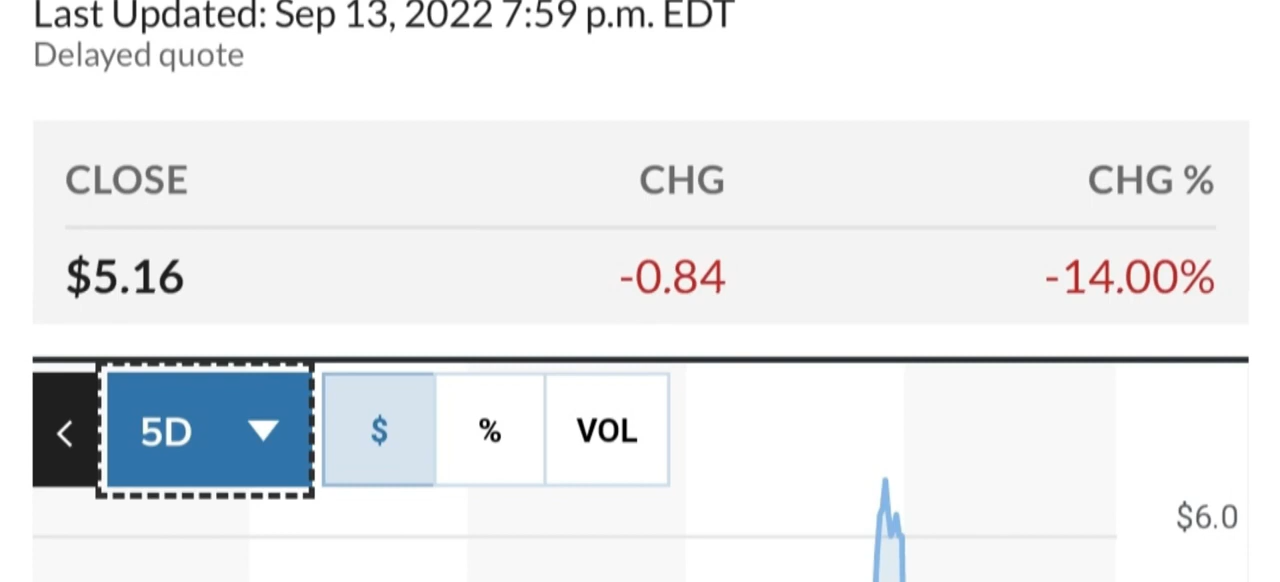 Last Updated: Sep 13, 2022 7:59 p.m. EDT
Delayed quote
CLOSE CHG CHG %
$5.16 -0.84 -14.00%
5D $ % VOL
$6.0